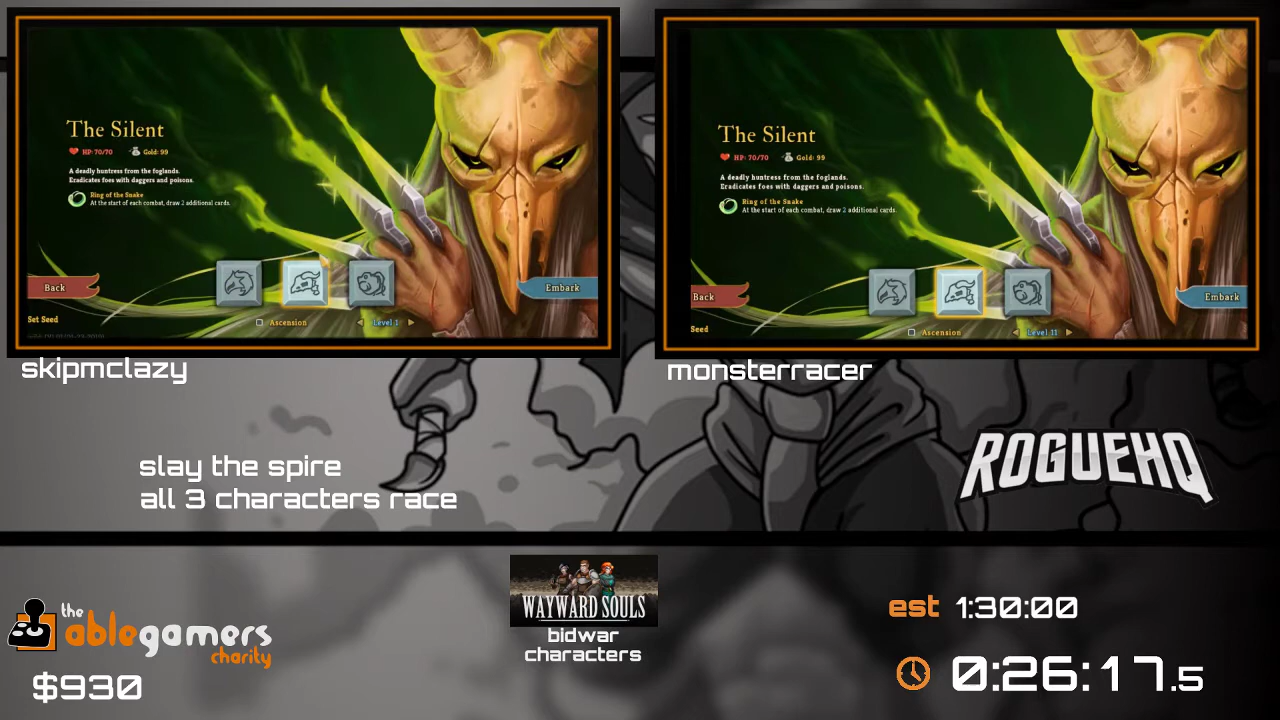 The Silent
HP: 70/70 Gold: 99
A deadly huntress from the foglands.
Eradicates foes with daggers and poisons.
Ring of the Snake
At the start of each combat, draw 2 additional cards.
Back
Embark
Set Seed
Ascension
Level 1
skipmclazy
The Silent
HP: 70/70 Gold: 99
A deadly huntress from the foglands.
Eradicates foes with daggers and poisons.
Ring of the Snake
At the start of each combat, draw 2 additional cards.
Back
Embark
Seed
Ascension
Level 11
monsterracer
slay the spire
all 3 characters race
ROGUEHQ
the
ablegamers
charity
$930
WAYWARD SOULS
bidwar
characters
est 1:30:00
0:26:17.5